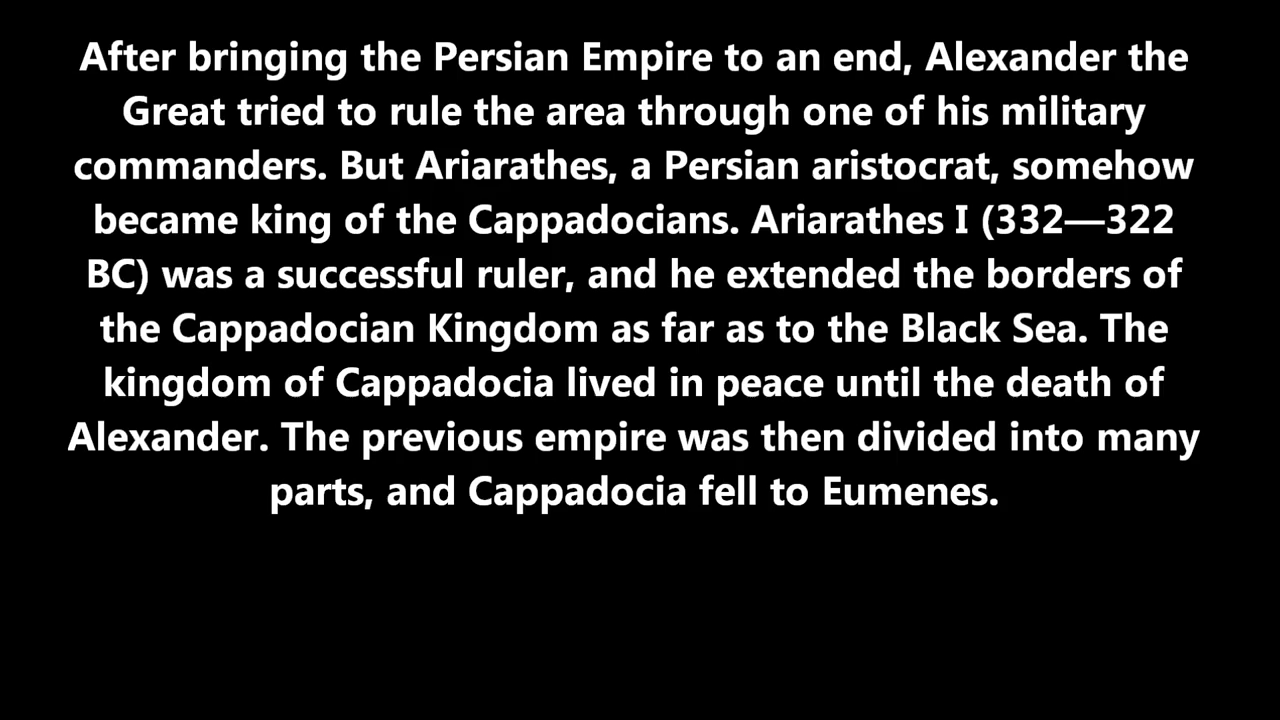 After bringing the Persian Empire to an end, Alexander the
Great tried to rule the area through one of his military
commanders. But Ariarathes, a Persian aristocrat, somehow
became king of the Cappadocians. Ariarathes I (332—322
BC) was a successful ruler, and he extended the borders of
the Cappadocian Kingdom as far as to the Black Sea. The
kingdom of Cappadocia lived in peace until the death of
Alexander. The previous empire was then divided into many
parts, and Cappadocia fell to Eumenes.